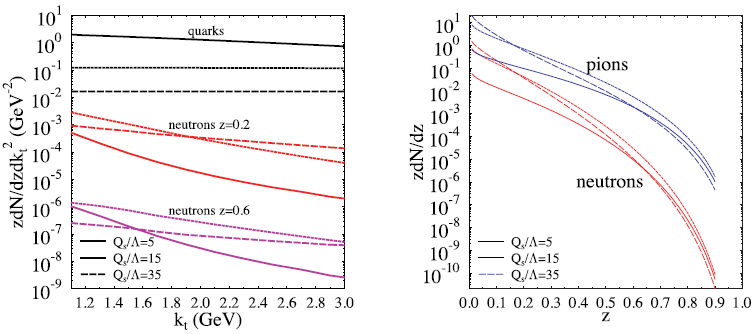 zdN/dzdk_t^2 (GeV^-2)
10^1
10^0
10^-1
10^-2
10^-3
10^-4
10^-5
10^-6
10^-7
10^-8
10^-9
quarks
neutrons z=0.2
neutrons z=0.6
Q_s/Λ=5
Q_s/Λ=15
Q_s/Λ=35
1.2 1.4 1.6 1.8 2.0 2.2 2.4 2.6 2.8 3.0
k_t (GeV)
zdN/dz
10^1
10^0
10^-1
10^-2
10^-3
10^-4
10^-5
10^-6
10^-7
10^-8
10^-9
10^-10
pions
neutrons
Q_s/Λ=5
Q_s/Λ=15
Q_s/Λ=35
0.0 0.1 0.2 0.3 0.4 0.5 0.6 0.7 0.8 0.9 1.0
z